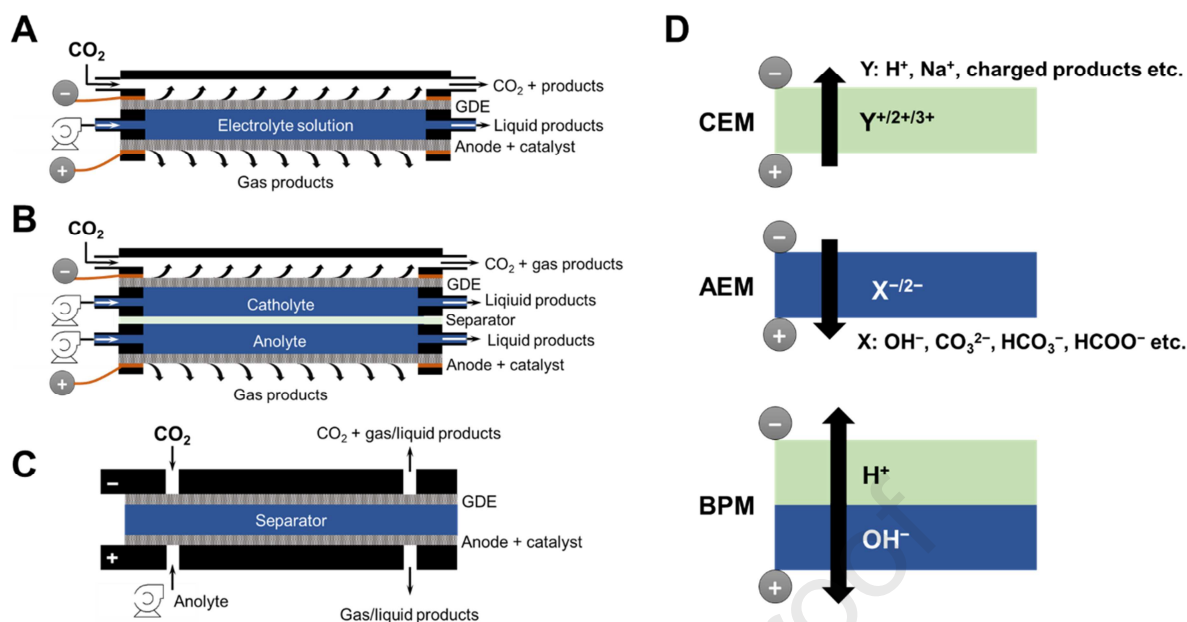 A
CO₂
−
CO₂ + products
GDE
Electrolyte solution
Liquid products
Anode + catalyst
+
Gas products
B
CO₂
−
CO₂ + gas products
GDE
Catholyte
Liqiuid products
Separator
Anolyte
Liquid products
Anode + catalyst
+
Gas products
C
CO₂
CO₂ + gas/liquid products
−
GDE
Separator
Anode + catalyst
+
Anolyte
Gas/liquid products
D
−
Y: H⁺, Na⁺, charged products etc.
CEM
Y⁺/²⁺/³⁺
+
−
AEM
X⁻/²⁻
+
X: OH⁻, CO₃²⁻, HCO₃⁻, HCOO⁻ etc.
−
H⁺
BPM
OH⁻
+
roof